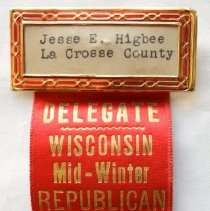 Jesse E. Higbee
La Crosse County
DELEGATE
WISCONSIN
Mid-Winter
REPUBLICAN